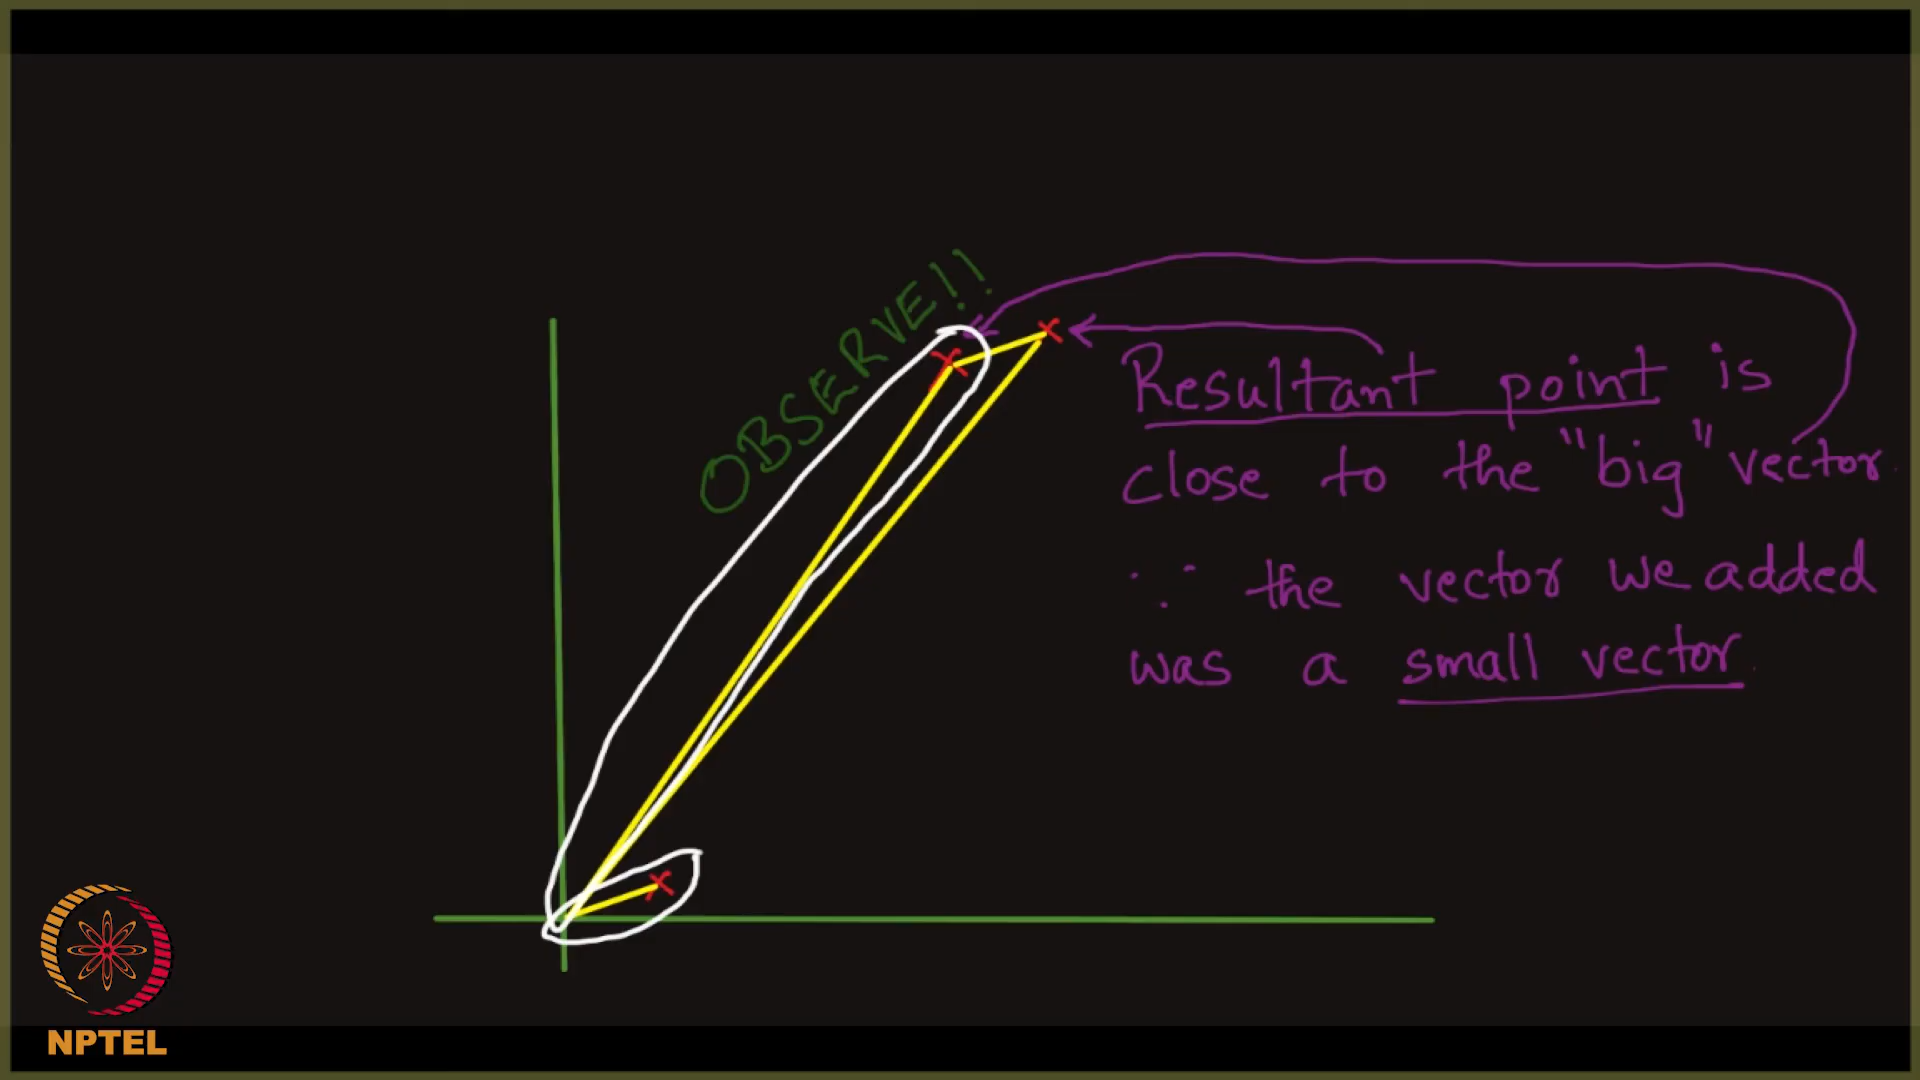 OBSERVE!!
Resultant point is
close to the "big" vector.
∵ the vector we added
was a small vector.
NPTEL